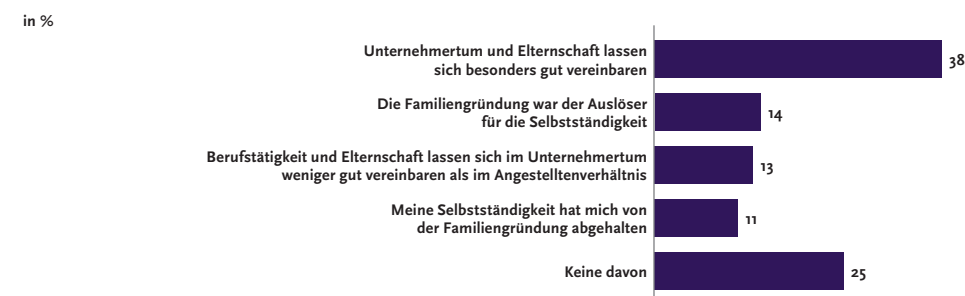 in %
Unternehmertum und Elternschaft lassen
sich besonders gut vereinbaren
38
Die Familiengründung war der Auslöser
für die Selbstständigkeit
14
Berufstätigkeit und Elternschaft lassen sich im Unternehmertum
weniger gut vereinbaren als im Angestelltenverhältnis
13
Meine Selbstständigkeit hat mich von
der Familiengründung abgehalten
11
Keine davon
25